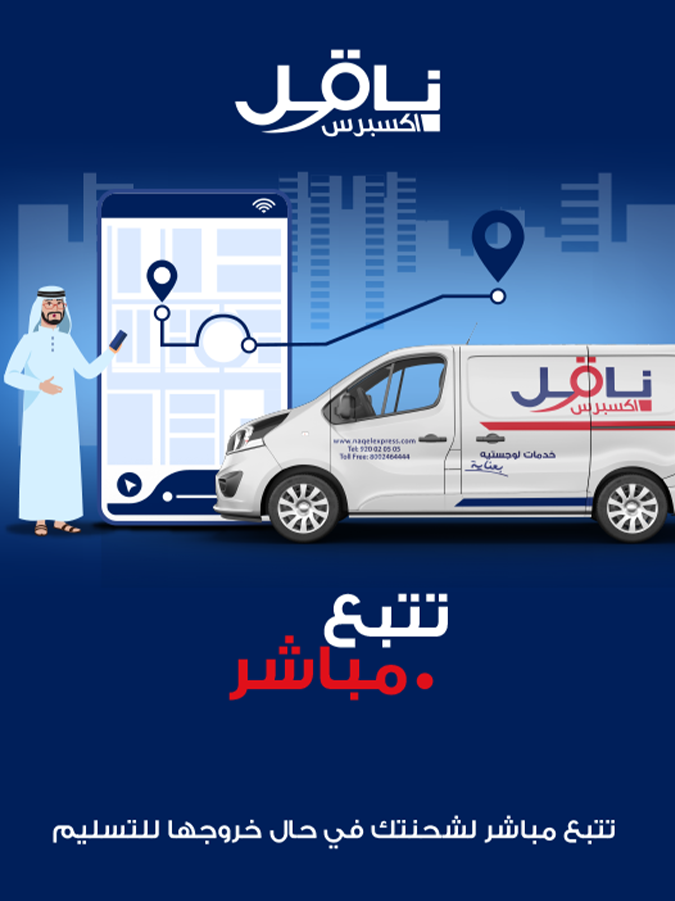 ناقل
اكسبرس
ناقل
اكسبرس
www.naqelexpress.com
Tel: 920 02 05 05
Toll Free: 8002464444
خدمات لوجستيه
بعناية
تتبع
مباشر
تتبع مباشر لشحنتك في حال خروجها للتسليم